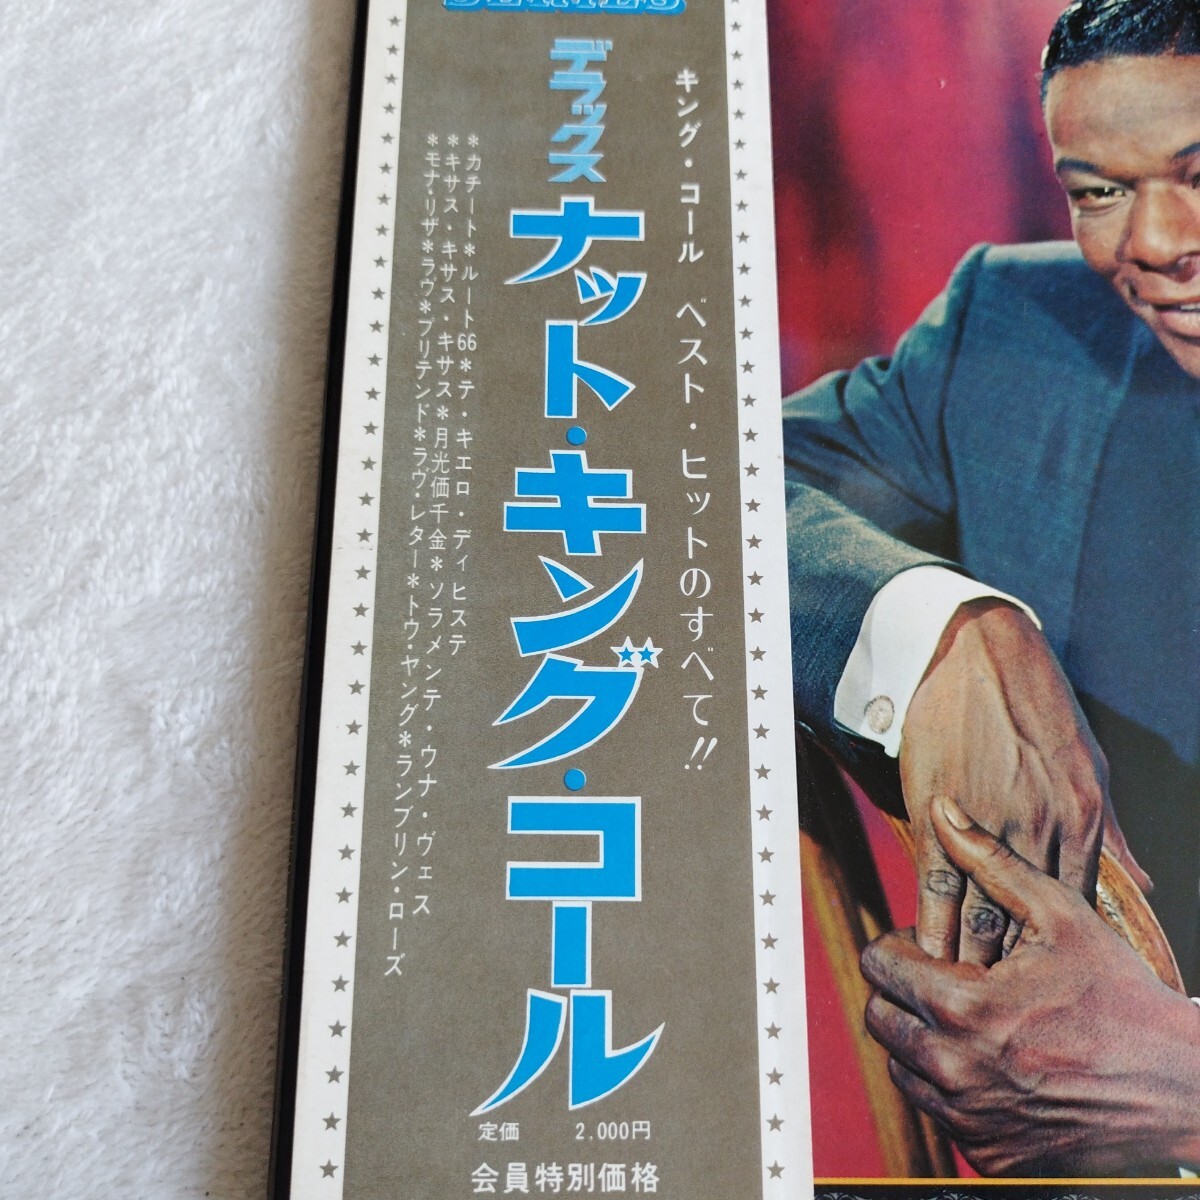 SERIES
デラックス
キング・コール ベスト・ヒットのすべて!!
ナット・キング・コール
*カチート*ルート66*テ・キエロ・ディヒステ
*キサス・キサス・キサス*月光価千金*ソラメンテ・ウナ・ヴェス
*モナ・リザ*ラヴ*プリテンド*ラヴ・レター*トウ・ヤング*ランブリン・ローズ
定価 2,000円
会員特別価格